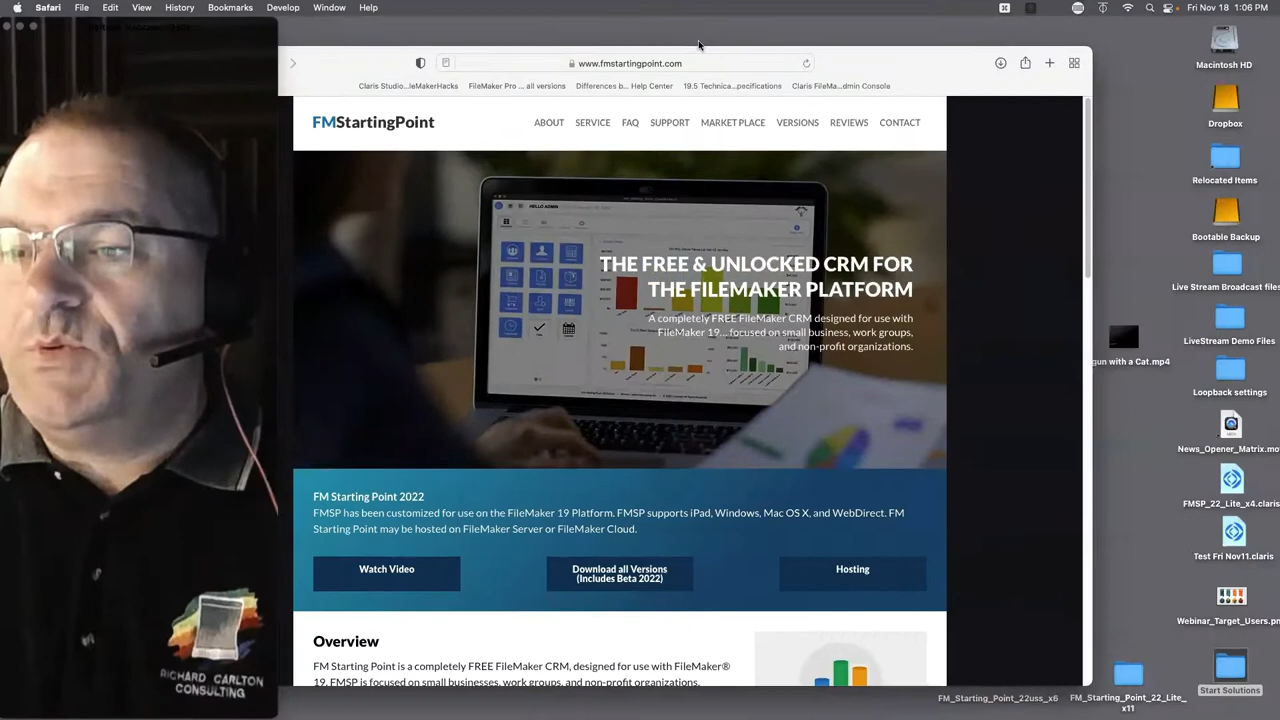 Safari File Edit View History Bookmarks Develop Window Help
Fri Nov 18 1:06 PM
www.fmstartingpoint.com
Claris Studio...leMakerHacks FileMaker Pro ... all versions Differences b... Help Center 19.5 Technica...pecifications Claris FileMa...dmin Console
FMStartingPoint
ABOUT SERVICE FAQ SUPPORT MARKET PLACE VERSIONS REVIEWS CONTACT
HELLO ADMIN
THE FREE & UNLOCKED CRM FOR
THE FILEMAKER PLATFORM
A completely FREE FileMaker CRM designed for use with
FileMaker 19... focused on small business, work groups,
and non-profit organizations.
FM Starting Point 2022
FMSP has been customized for use on the FileMaker 19 Platform. FMSP supports iPad, Windows, Mac OS X, and WebDirect. FM
Starting Point may be hosted on FileMaker Server or FileMaker Cloud.
Watch Video
Download all Versions
(Includes Beta 2022)
Hosting
Overview
FM Starting Point is a completely FREE FileMaker CRM, designed for use with FileMaker®
19. FMSP is focused on small businesses, work groups, and non-profit organizations.
RICHARD CARLTON
CONSULTING
Macintosh HD
Dropbox
Relocated Items
Bootable Backup
Live Stream Broadcast files
LiveStream Demo Files
gun with a Cat.mp4
Loopback settings
News_Opener_Matrix.mo
FMSP_22_Lite_x4.claris
Test Fri Nov11.claris
Webinar_Target_Users.pn
Start Solutions
FM_Starting_Point_22uss_x6
FM_Starting_Point_22_Lite_
x11